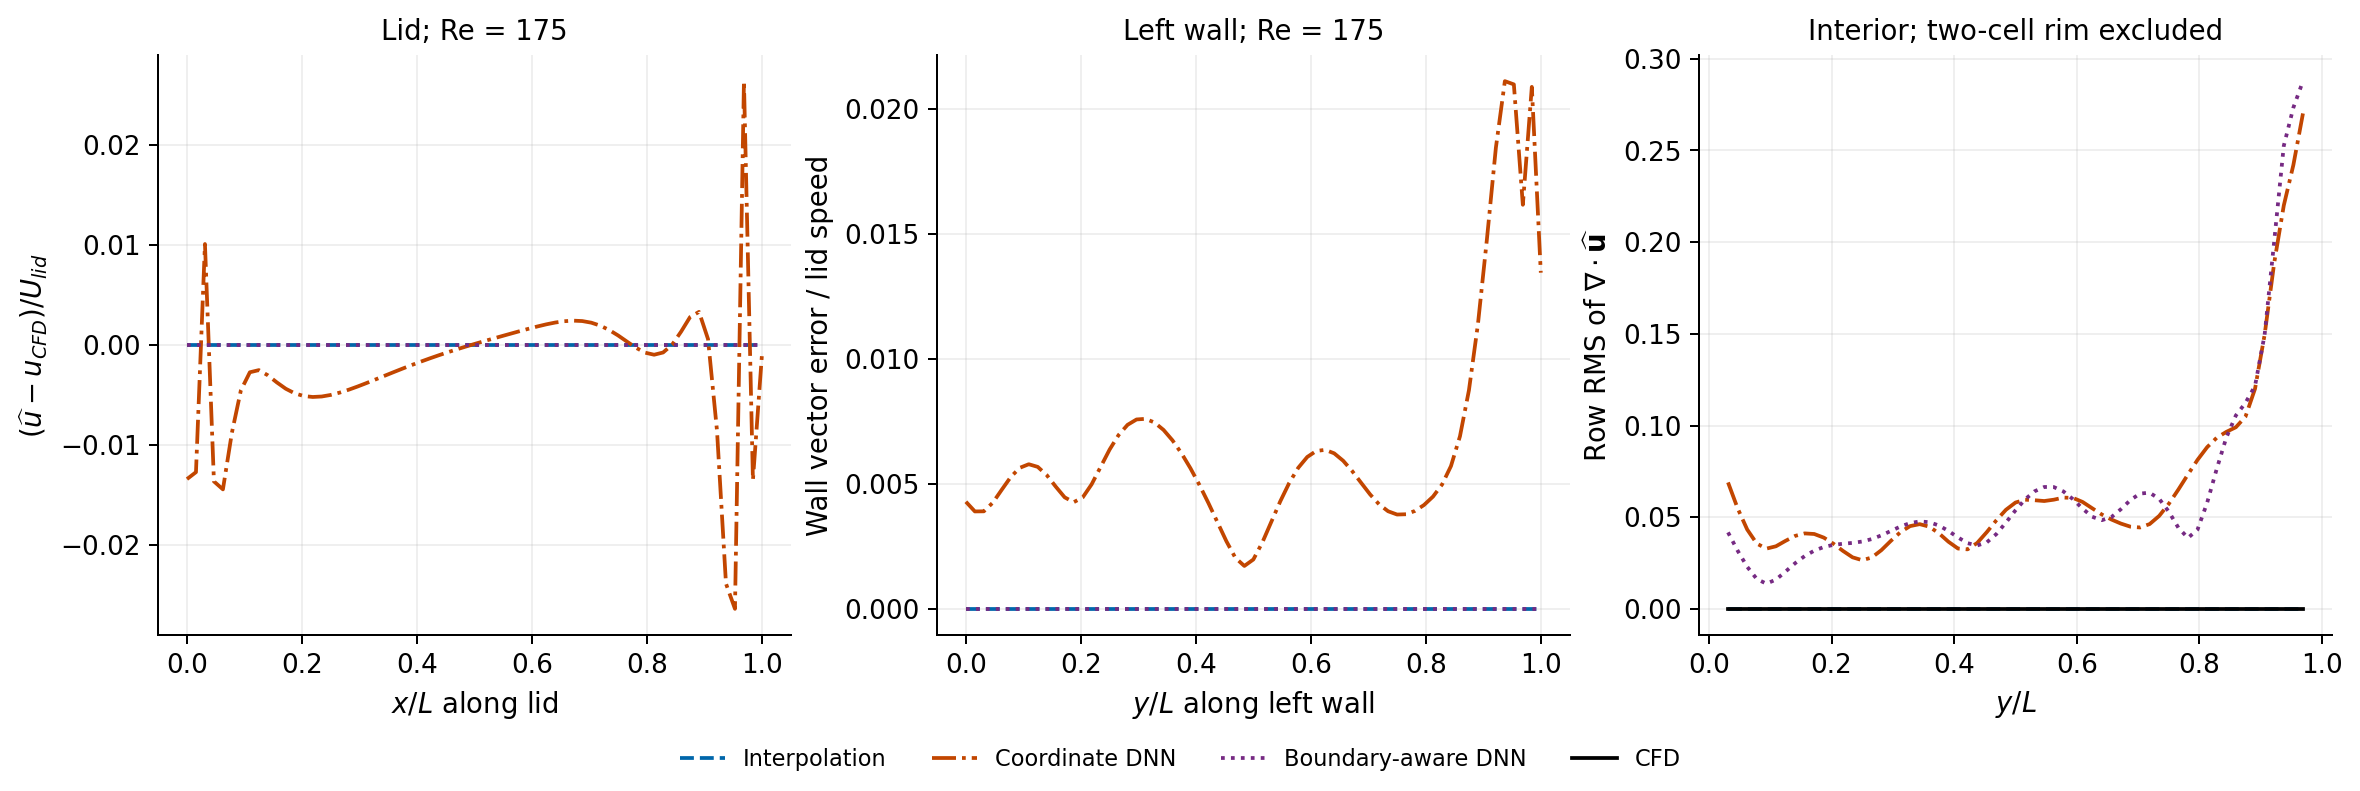 Lid; Re = 175
(û − u_CFD)/U_lid
0.02
0.01
0.00
−0.01
−0.02
0.0 0.2 0.4 0.6 0.8 1.0
x/L along lid
Left wall; Re = 175
Wall vector error / lid speed
0.020
0.015
0.010
0.005
0.000
0.0 0.2 0.4 0.6 0.8 1.0
y/L along left wall
Interior; two-cell rim excluded
Row RMS of ∇ · û
0.30
0.25
0.20
0.15
0.10
0.05
0.00
0.0 0.2 0.4 0.6 0.8 1.0
y/L
Interpolation Coordinate DNN Boundary-aware DNN CFD